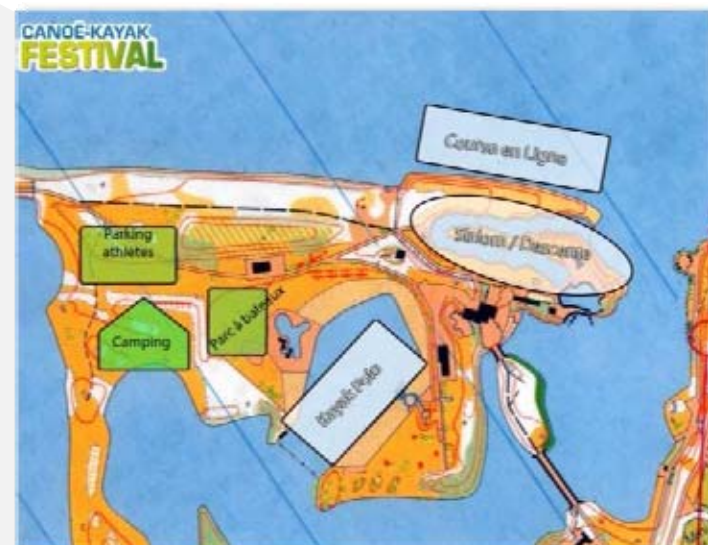 CANOË-KAYAK
FESTIVAL
Course en Ligne
Slalom / Descente
Parking
athlètes
Parc à bateaux
Camping
Kayak Polo